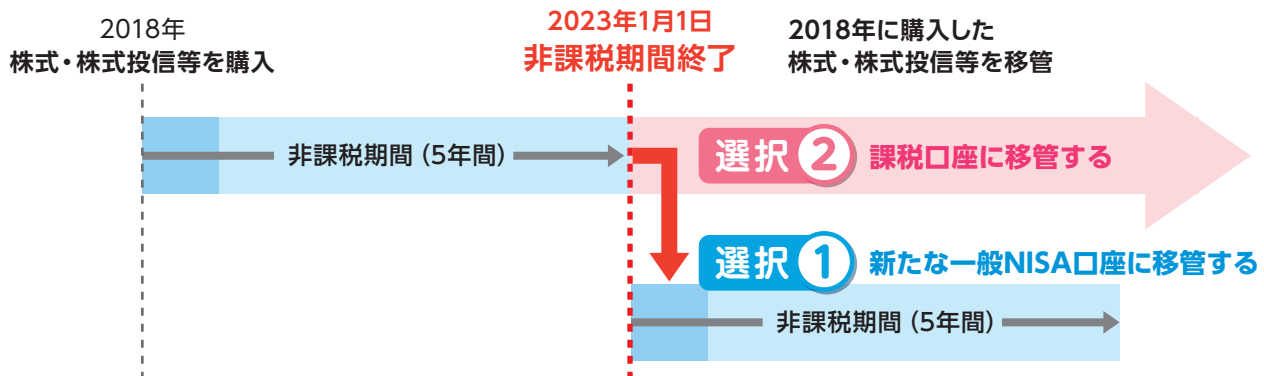 2018年
株式・株式投信等を購入
2023年1月1日
非課税期間終了
2018年に購入した
株式・株式投信等を移管
非課税期間（5年間）
選択② 課税口座に移管する
選択① 新たな一般NISA口座に移管する
非課税期間（5年間）